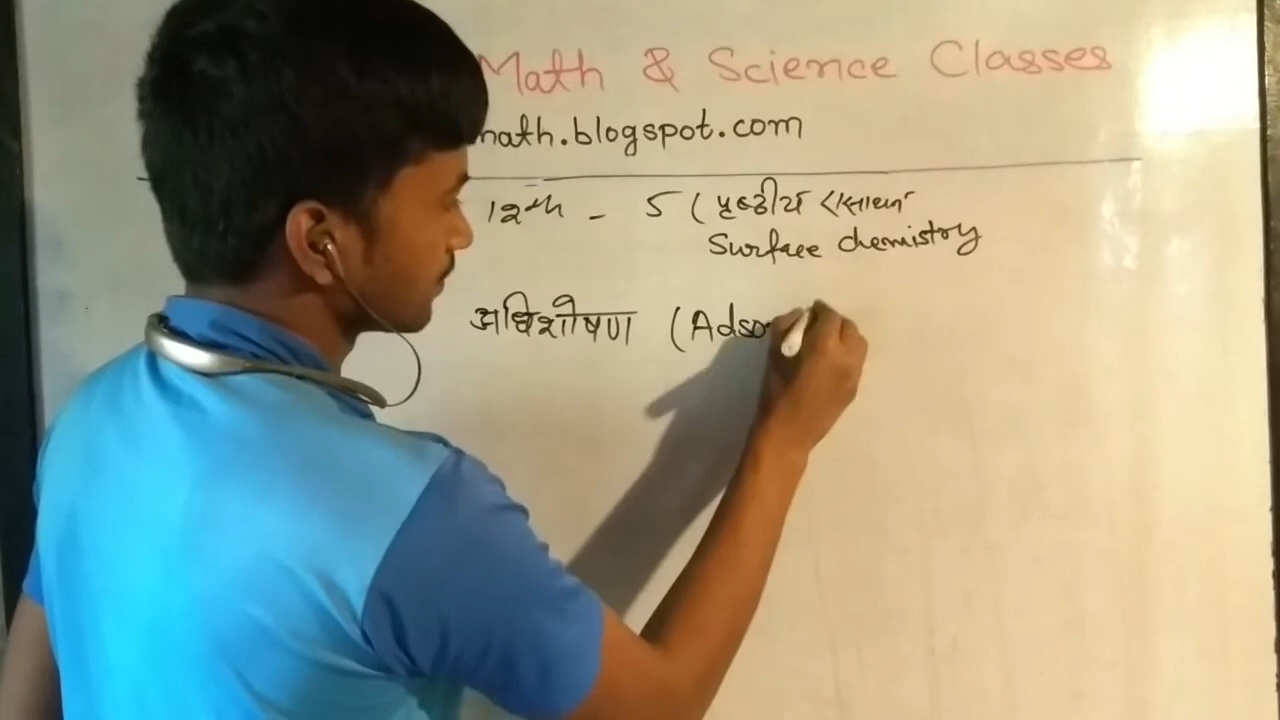 Math & Science Classes
math.blogspot.com
12th - 5 ( पृष्ठीय रसायन
Surface chemistry
अधिशोषण (Adso